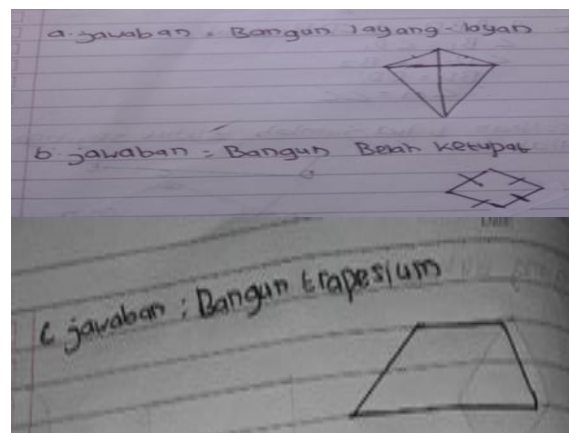 a. jawaban = Bangun layang-layan
b. jawaban = Bangun Belah ketupat
c jawaban : Bangun trapesium